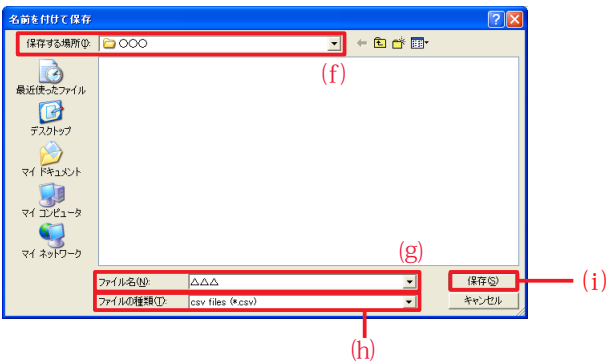 名前を付けて保存
保存する場所(I): ○○○
(f)
最近使ったファイル
デスクトップ
マイ ドキュメント
マイ コンピュータ
マイ ネットワーク
(g)
ファイル名(N): △△△ 保存(S)
(i)
ファイルの種類(T): csv files (*.csv) キャンセル
(h)